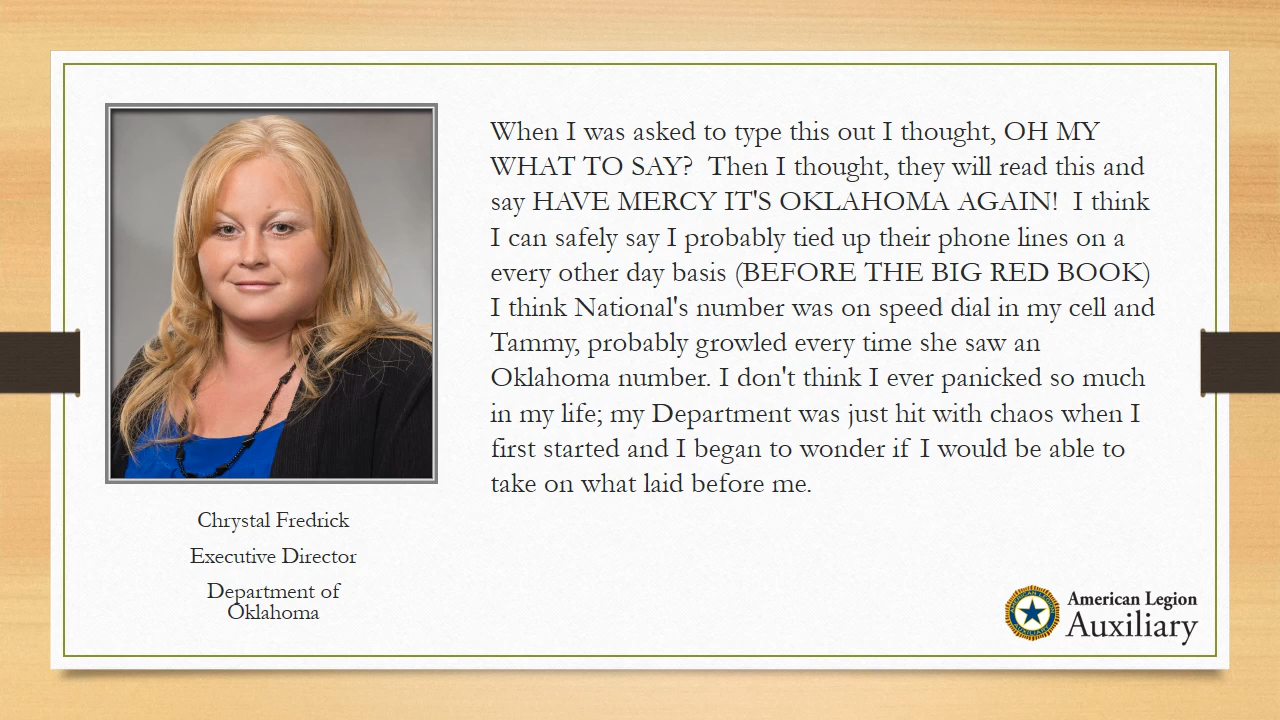 When I was asked to type this out I thought, OH MY
WHAT TO SAY?  Then I thought, they will read this and
say HAVE MERCY IT'S OKLAHOMA AGAIN!  I think
I can safely say I probably tied up their phone lines on a
every other day basis (BEFORE THE BIG RED BOOK)
I think National's number was on speed dial in my cell and
Tammy, probably growled every time she saw an
Oklahoma number. I don't think I ever panicked so much
in my life; my Department was just hit with chaos when I
first started and I began to wonder if I would be able to
take on what laid before me.
Chrystal Fredrick
Executive Director
Department of
Oklahoma
AMERICAN LEGION
AUXILIARY
American Legion
Auxiliary